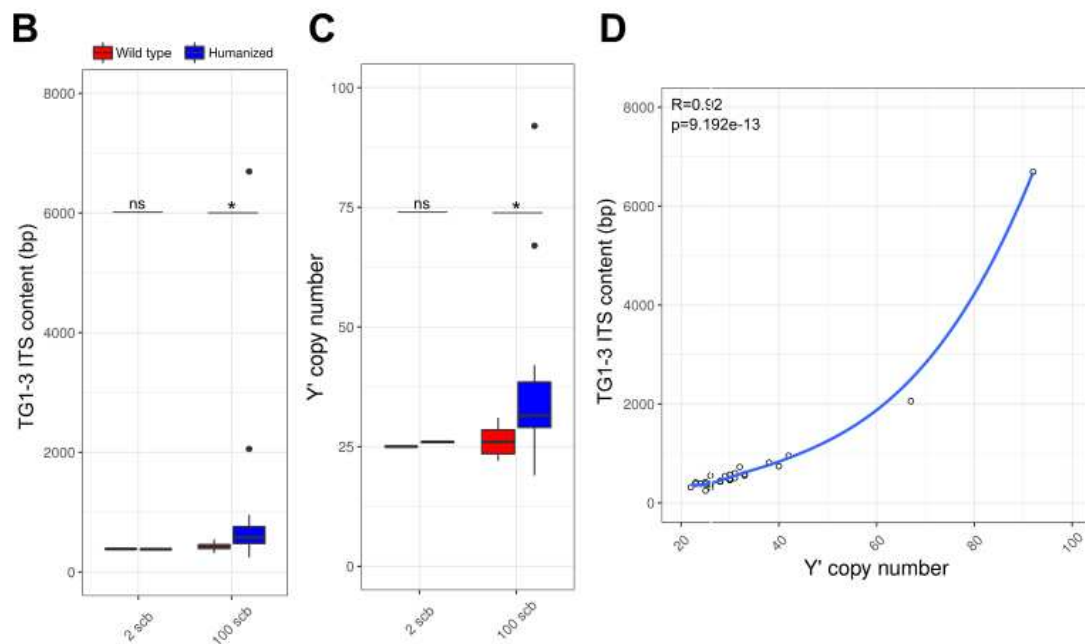 B
Wild type Humanized
TG1-3 ITS content (bp)
8000
6000
4000
2000
0
ns
*
2 scb
100 scb
C
Y' copy number
100
75
50
25
0
ns
*
2 scb
100 scb
D
R=0.92
p=9.192e-13
TG1-3 ITS content (bp)
8000
6000
4000
2000
0
20
40
60
80
100
Y' copy number